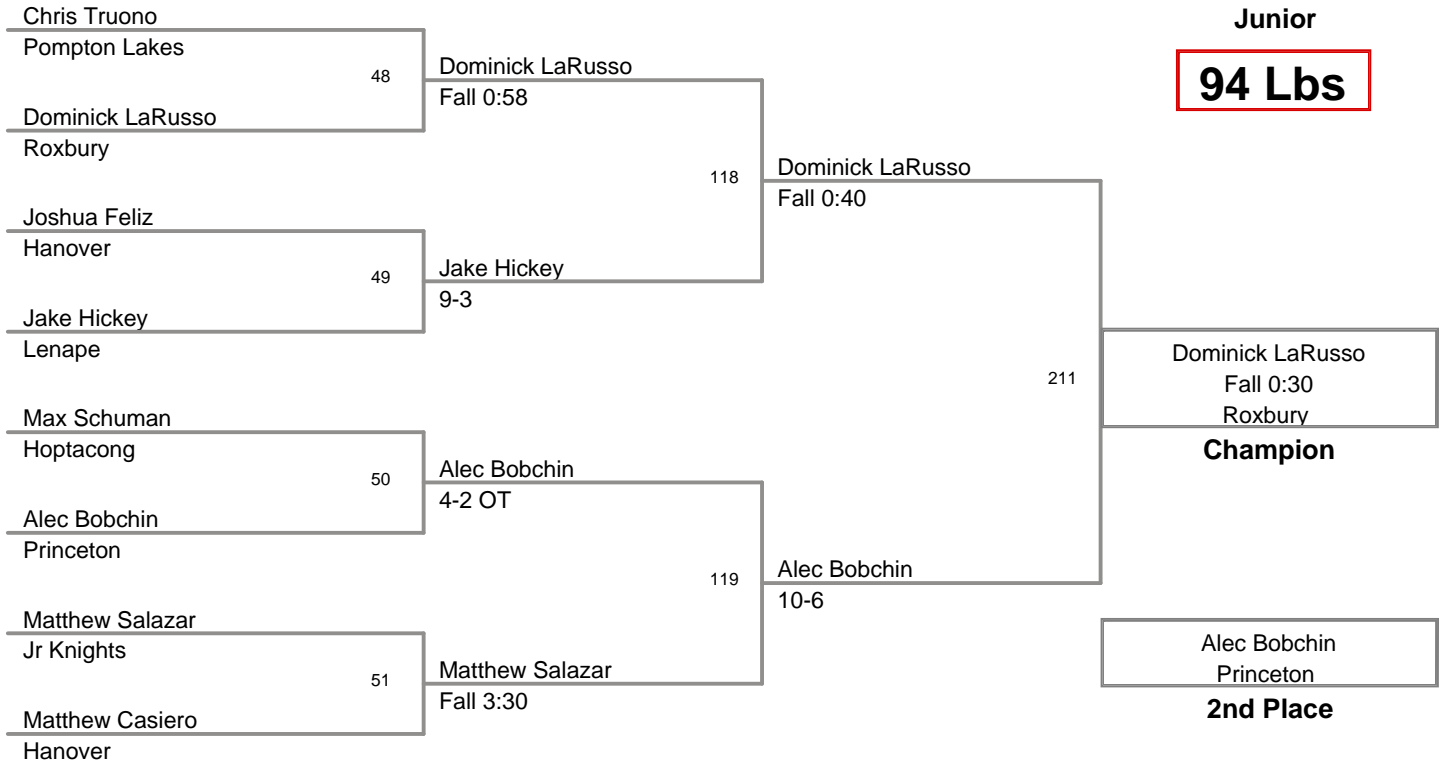 Chris Truono
Pompton Lakes
48
Dominick LaRusso
Roxbury
Joshua Feliz
Hanover
49
Jake Hickey
Lenape
Max Schuman
Hoptacong
50
Alec Bobchin
Princeton
Matthew Salazar
Jr Knights
51
Matthew Casiero
Hanover
Dominick LaRusso
Fall 0:58
118
Jake Hickey
9-3
Alec Bobchin
4-2 OT
119
Matthew Salazar
Fall 3:30
Dominick LaRusso
Fall 0:40
211
Alec Bobchin
10-6
Junior
94 Lbs
Dominick LaRusso
Fall 0:30
Roxbury
Champion
Alec Bobchin
Princeton
2nd Place